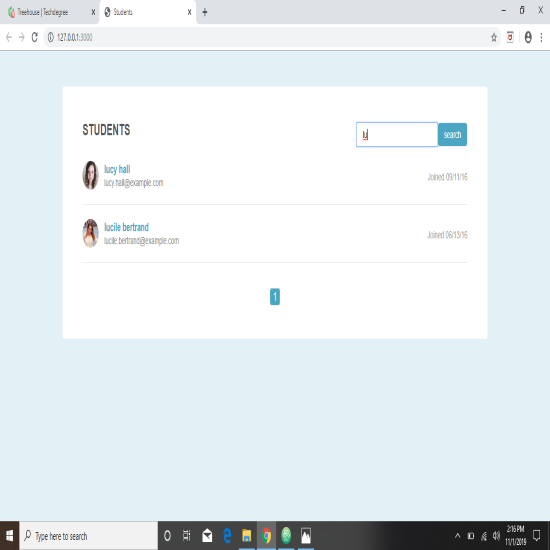 Treehouse | Techdegree
Students
127.0.0.1:3000
STUDENTS
lu
search
lucy hall
lucy.hall@example.com
Joined 09/11/16
lucile bertrand
lucile.bertrand@example.com
Joined 06/13/16
1
Type here to search
2:16 PM
11/1/2019